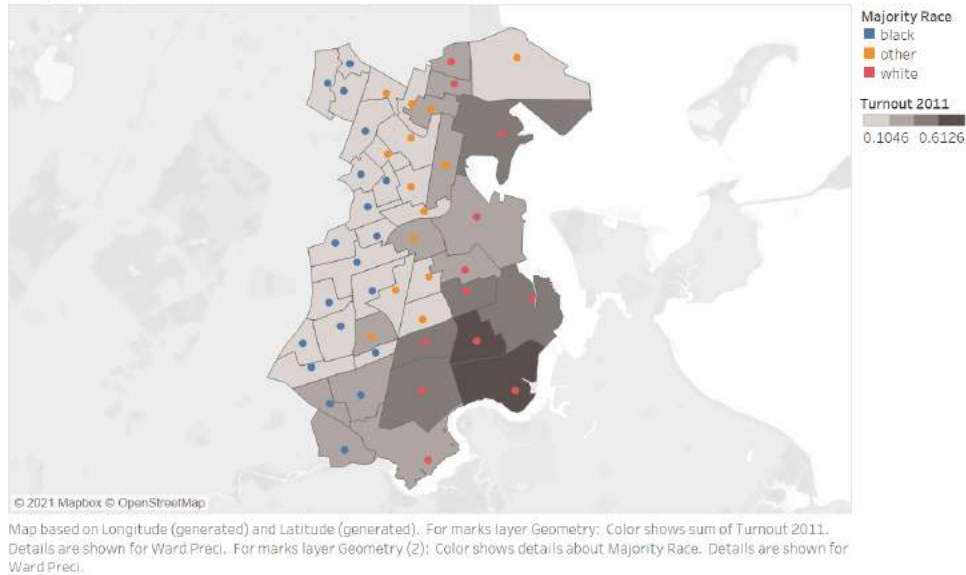 Majority Race
black
other
white
Turnout 2011
0.1046 0.6126
© 2021 Mapbox © OpenStreetMap
Map based on Longitude (generated) and Latitude (generated). For marks layer Geometry: Color shows sum of Turnout 2011.
Details are shown for Ward Preci. For marks layer Geometry (2): Color shows details about Majority Race. Details are shown for
Ward Preci.